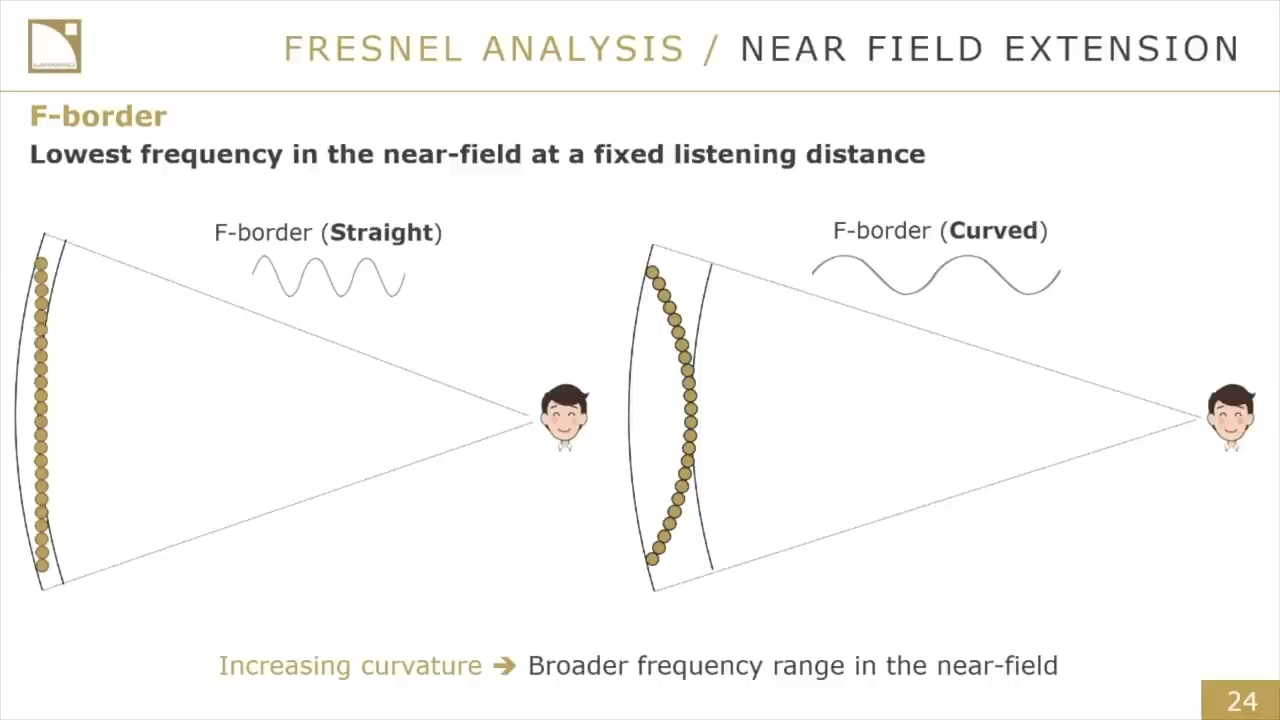 FRESNEL ANALYSIS / NEAR FIELD EXTENSION
F-border
Lowest frequency in the near-field at a fixed listening distance
F-border (Straight)
F-border (Curved)
Increasing curvature ➔ Broader frequency range in the near-field
24